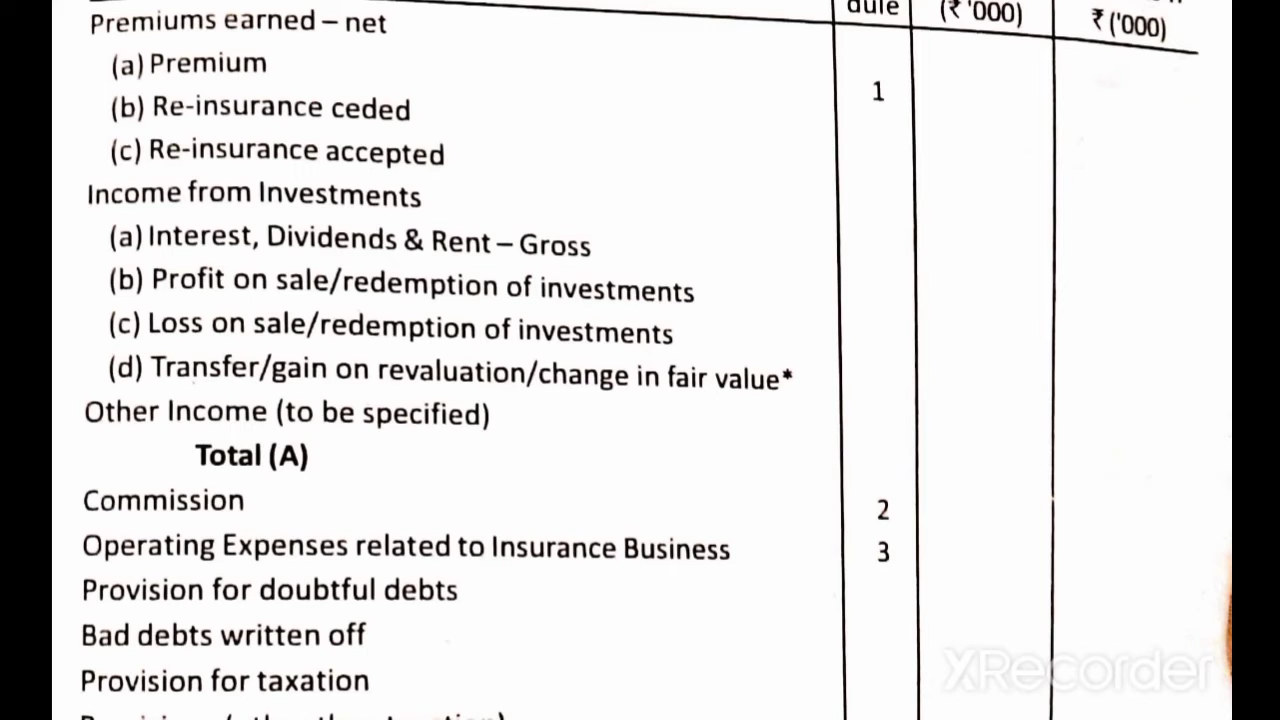 dule (₹ '000) ₹ ('000)
Premiums earned – net
(a) Premium 1
(b) Re-insurance ceded
(c) Re-insurance accepted
Income from Investments
(a) Interest, Dividends & Rent – Gross
(b) Profit on sale/redemption of investments
(c) Loss on sale/redemption of investments
(d) Transfer/gain on revaluation/change in fair value*
Other Income (to be specified)
Total (A)
Commission 2
Operating Expenses related to Insurance Business 3
Provision for doubtful debts
Bad debts written off
Provision for taxation
XRecorder